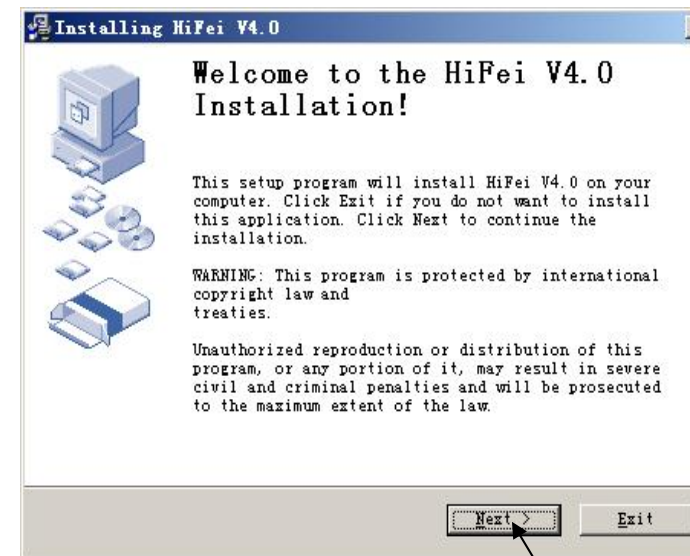 Installing HiFei V4.0
Welcome to the HiFei V4.0
Installation!
This setup program will install HiFei V4.0 on your
computer. Click Exit if you do not want to install
this application. Click Next to continue the
installation.
WARNING: This program is protected by international
copyright law and
treaties.
Unauthorized reproduction or distribution of this
program, or any portion of it, may result in severe
civil and criminal penalties and will be prosecuted
to the maximum extent of the law.
Next >
Exit